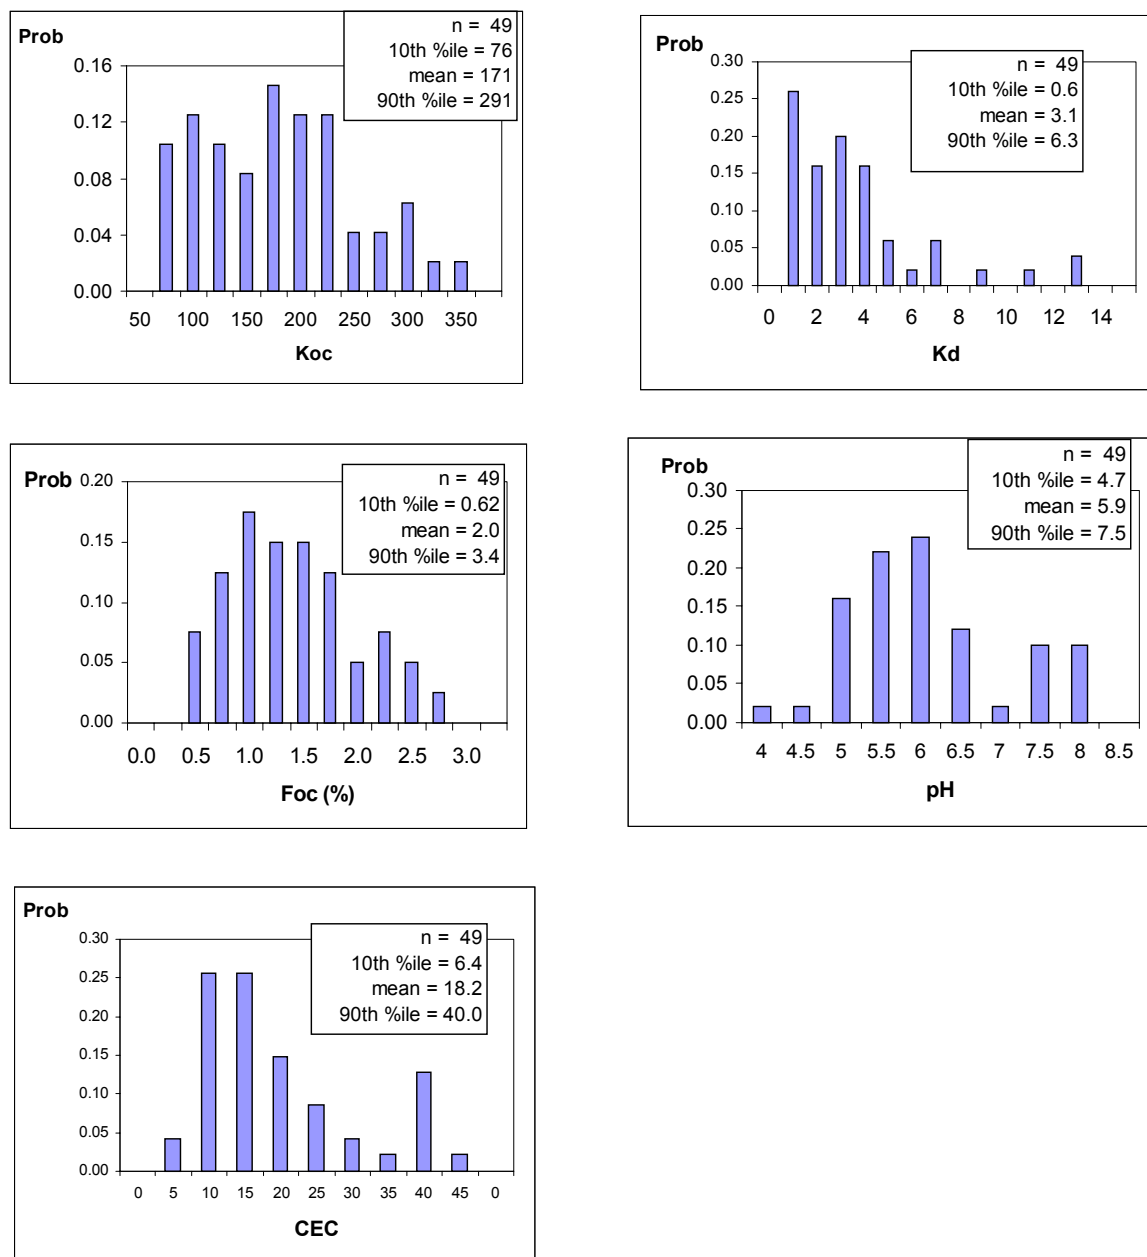 Prob
n = 49
10th %ile = 76
mean = 171
90th %ile = 291
0.16
0.12
0.08
0.04
0.00
50 100 150 200 250 300 350
Koc
Prob
n = 49
10th %ile = 0.6
mean = 3.1
90th %ile = 6.3
0.30
0.25
0.20
0.15
0.10
0.05
0.00
0 2 4 6 8 10 12 14
Kd
Prob
n = 49
10th %ile = 0.62
mean = 2.0
90th %ile = 3.4
0.20
0.15
0.10
0.05
0.00
0.0 0.5 1.0 1.5 2.0 2.5 3.0
Foc (%)
Prob
n = 49
10th %ile = 4.7
mean = 5.9
90th %ile = 7.5
0.30
0.25
0.20
0.15
0.10
0.05
0.00
4 4.5 5 5.5 6 6.5 7 7.5 8 8.5
pH
Prob
n = 49
10th %ile = 6.4
mean = 18.2
90th %ile = 40.0
0.30
0.25
0.20
0.15
0.10
0.05
0.00
0 5 10 15 20 25 30 35 40 45 0
CEC